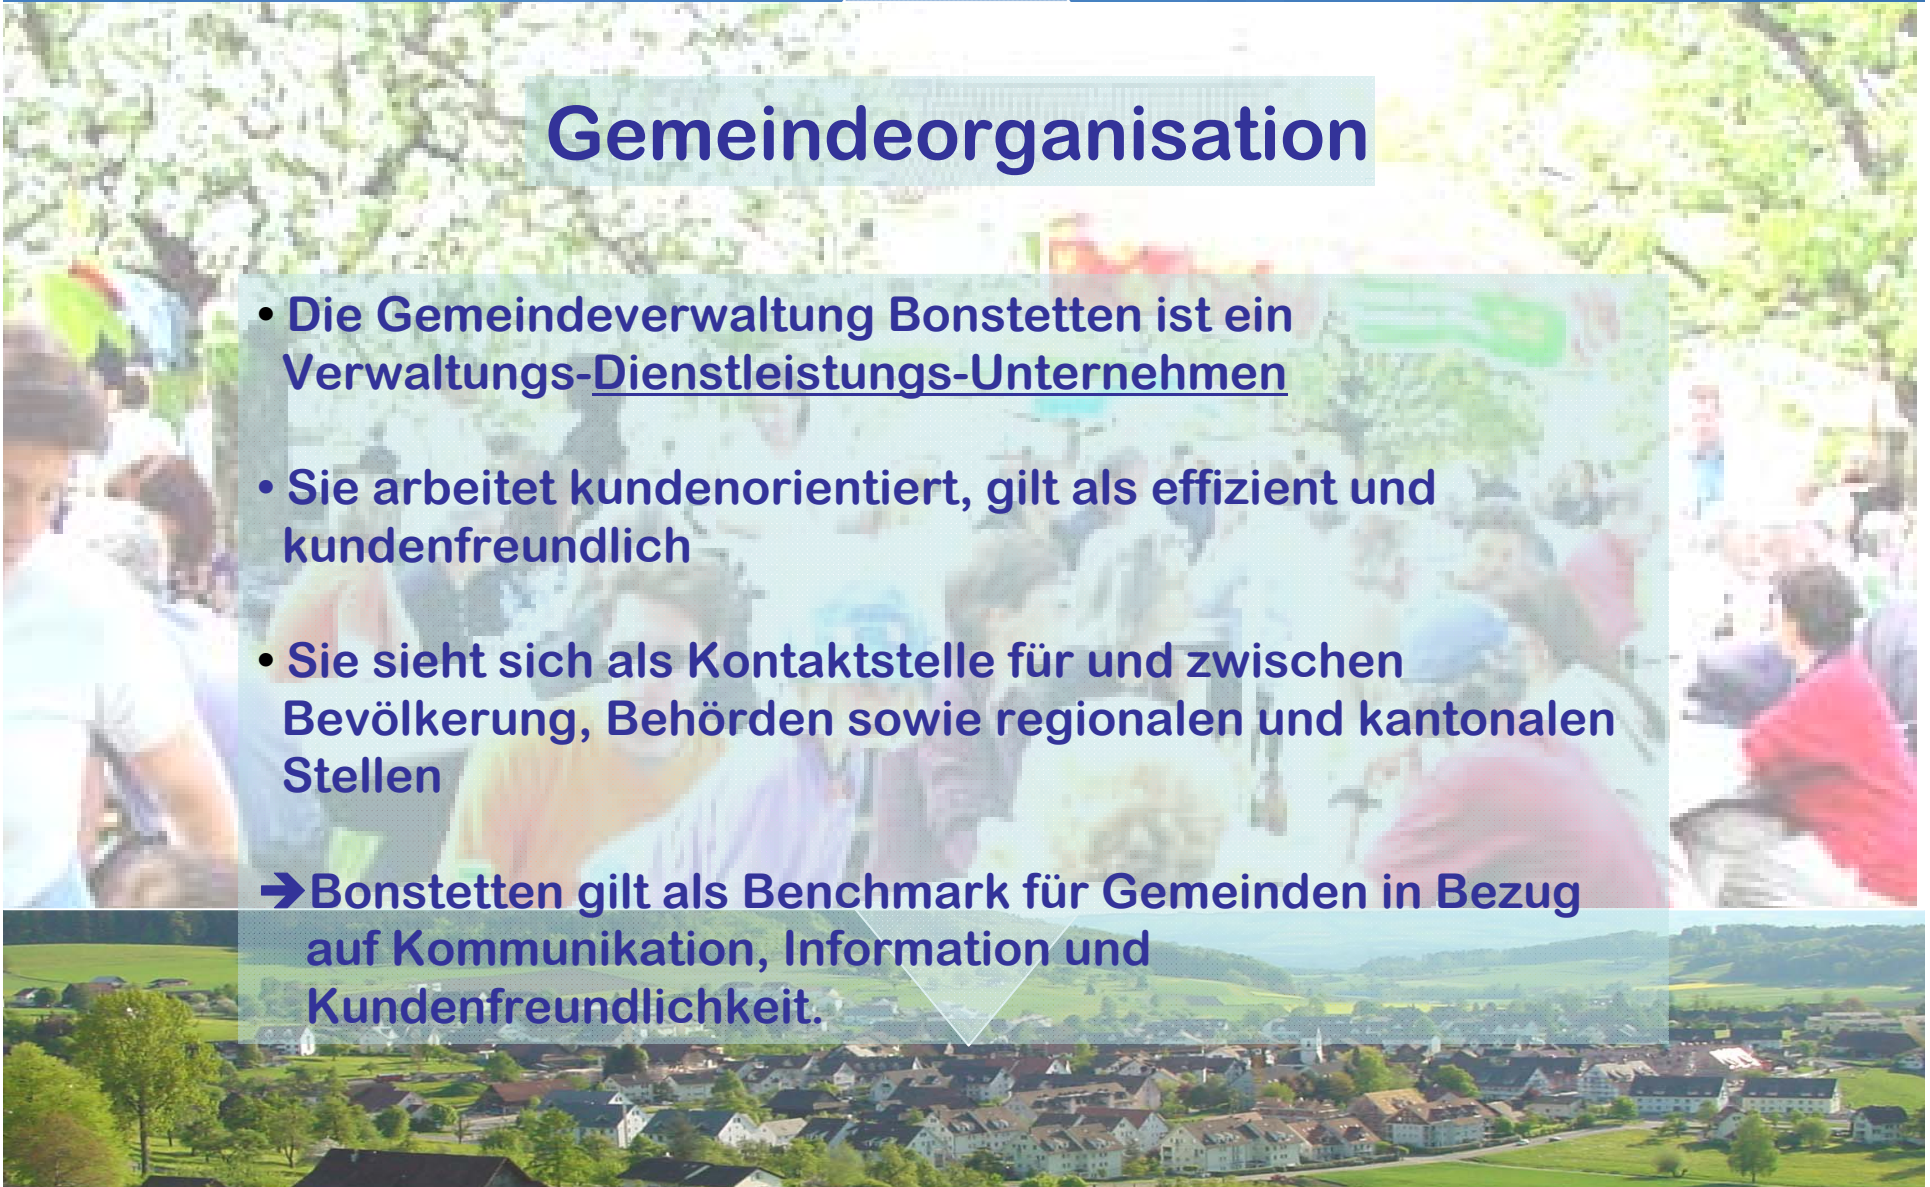 Gemeindeorganisation
• Die Gemeindeverwaltung Bonstetten ist ein
Verwaltungs-Dienstleistungs-Unternehmen
• Sie arbeitet kundenorientiert, gilt als effizient und
kundenfreundlich
• Sie sieht sich als Kontaktstelle für und zwischen
Bevölkerung, Behörden sowie regionalen und kantonalen
Stellen
➔Bonstetten gilt als Benchmark für Gemeinden in Bezug
auf Kommunikation, Information und
Kundenfreundlichkeit.